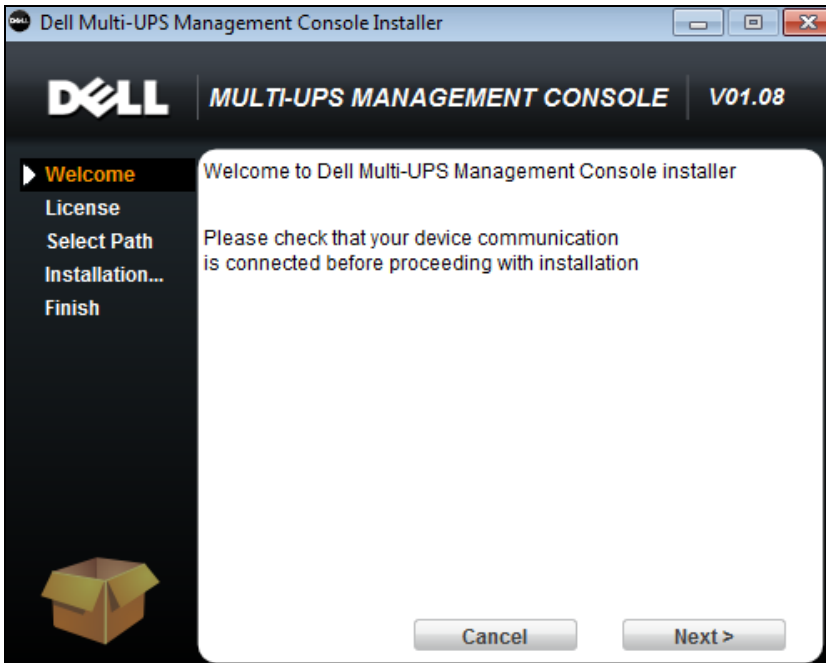 Dell Multi-UPS Management Console Installer
DELL MULTI-UPS MANAGEMENT CONSOLE V01.08
Welcome
License
Select Path
Installation...
Finish
Welcome to Dell Multi-UPS Management Console installer
Please check that your device communication
is connected before proceeding with installation
Cancel
Next >